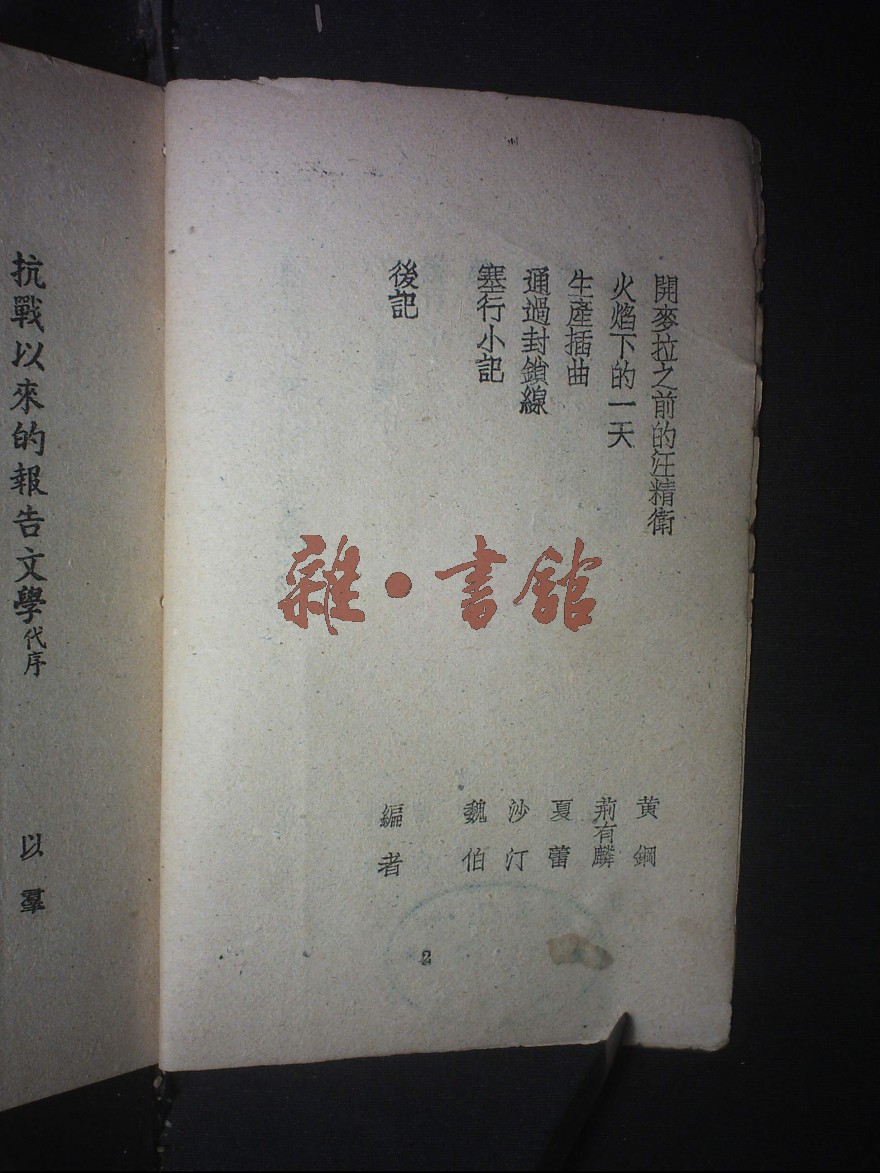 開麥拉之前的汪精衛 黄鋼
火焰下的一天 荊有麟
生產插曲 夏蕾
通過封鎖線 沙汀
塞行小記 魏伯
後記 編者
2
雜·書館
抗戰以來的報告文學代序 以羣